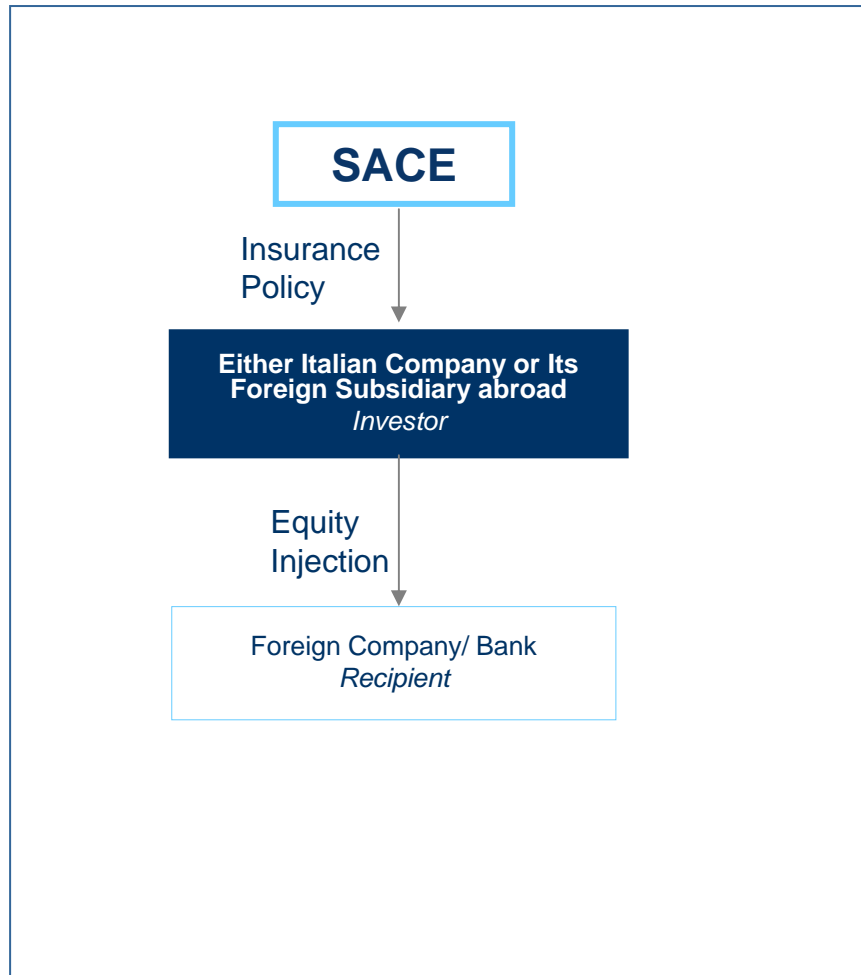 SACE
Insurance
Policy
Either Italian Company or Its
Foreign Subsidiary abroad
Investor
Equity
Injection
Foreign Company/ Bank
Recipient